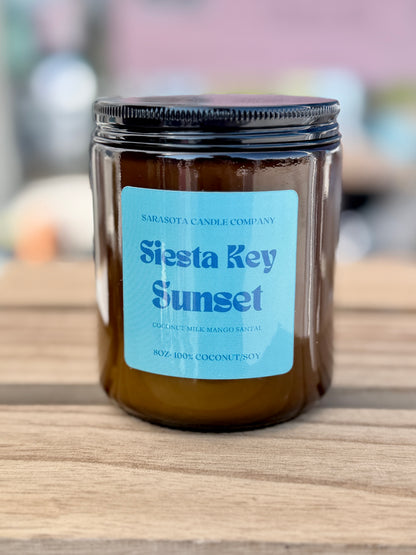 SARASOTA CANDLE COMPANY
Siesta Key
Sunset
COCONUT MILK MANGO SANTAL
8OZ- 100% COCONUT/SOY